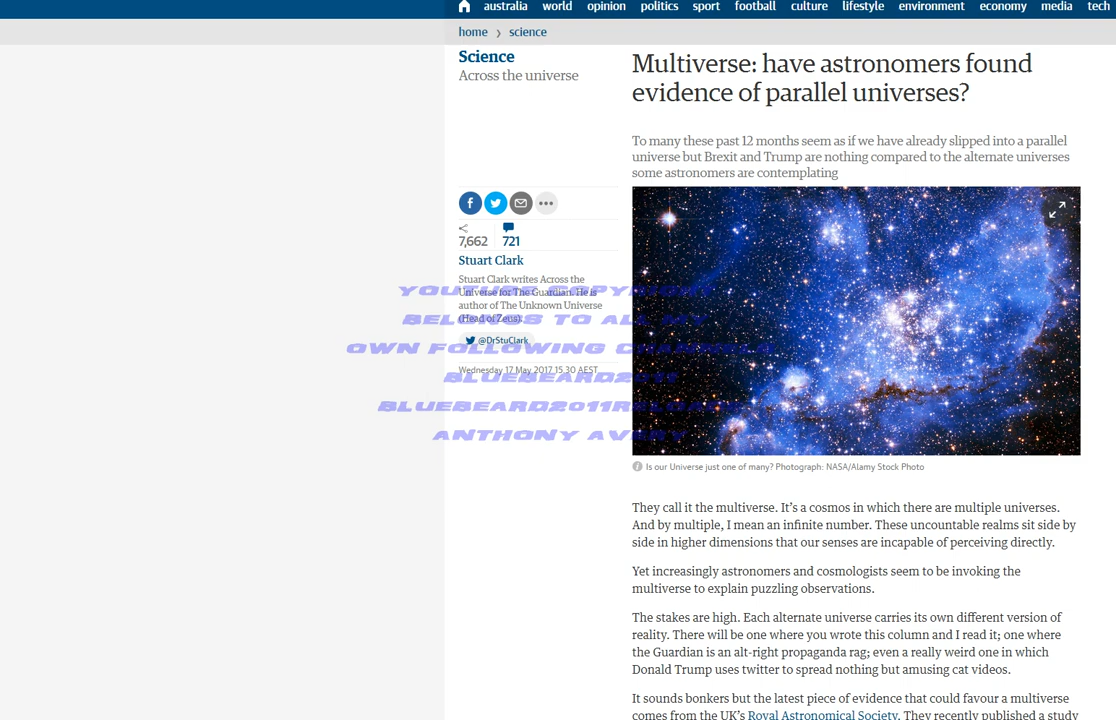 australia world opinion politics sport football culture lifestyle environment economy media tech
home › science
Science
Across the universe
Multiverse: have astronomers found
evidence of parallel universes?
To many these past 12 months seem as if we have already slipped into a parallel
universe but Brexit and Trump are nothing compared to the alternate universes
some astronomers are contemplating
7,662 721
Stuart Clark
Stuart Clark writes Across the
Universe for The Guardian. He is
author of The Unknown Universe
(Head of Zeus).
@DrStuClark
Wednesday 17 May 2017 15.30 AEST
YOUTUBE COPYRIGHT
BELONGS TO ALL MY
OWN FOLLOWING CHANNELS
BLUEBEARD2011
BLUEBEARD2011RELOADED
ANTHONY AVERY
Is our Universe just one of many? Photograph: NASA/Alamy Stock Photo
They call it the multiverse. It's a cosmos in which there are multiple universes.
And by multiple, I mean an infinite number. These uncountable realms sit side by
side in higher dimensions that our senses are incapable of perceiving directly.
Yet increasingly astronomers and cosmologists seem to be invoking the
multiverse to explain puzzling observations.
The stakes are high. Each alternate universe carries its own different version of
reality. There will be one where you wrote this column and I read it; one where
the Guardian is an alt-right propaganda rag; even a really weird one in which
Donald Trump uses twitter to spread nothing but amusing cat videos.
It sounds bonkers but the latest piece of evidence that could favour a multiverse
comes from the UK's Royal Astronomical Society. They recently published a study